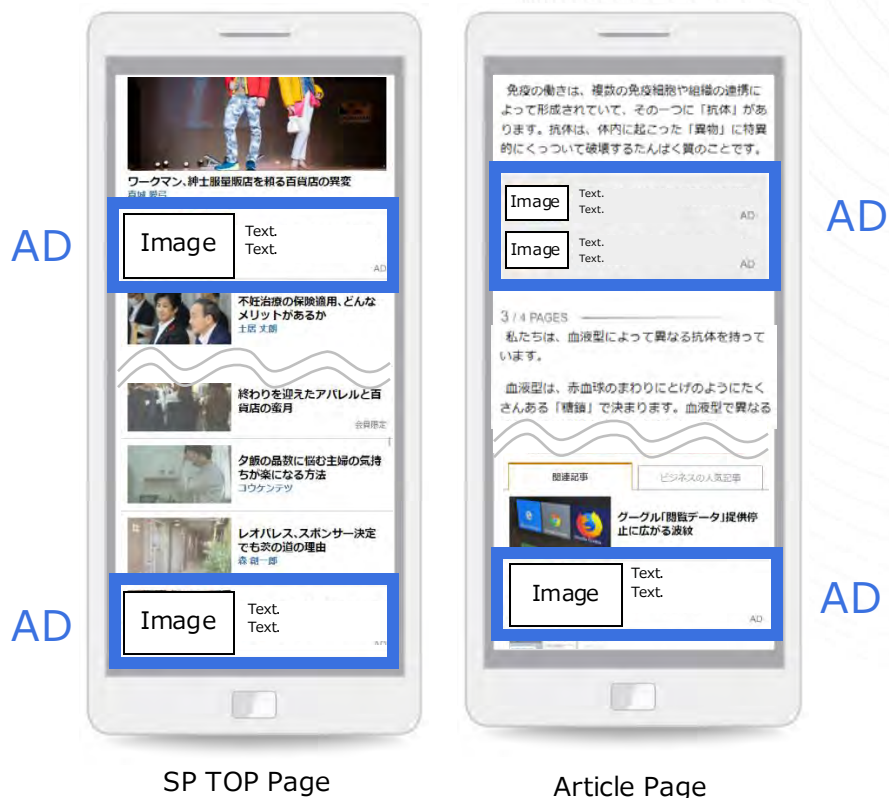 ワークマン、紳士服量販店を頼る百貨店の異変
真城 愛弓
AD
Image
Text.
Text.
AD
不妊治療の保険適用、どんな
メリットがあるか
土居 丈朗
終わりを迎えたアパレルと百
貨店の蜜月
会員限定
夕飯の品数に悩む主婦の気持
ちが楽になる方法
コウケンテツ
レオパレス、スポンサー決定
でも茨の道の理由
森 創一郎
AD
Image
Text.
Text.
AD
SP TOP Page
免疫の働きは、複数の免疫細胞や組織の連携に
よって形成されていて、その一つに「抗体」があ
ります。抗体は、体内に起こった「異物」に特異
的にくっついて破壊するたんぱく質のことです。
Image
Text.
Text.
AD
Image
Text.
Text.
AD
AD
3 / 4 PAGES
私たちは、血液型によって異なる抗体を持って
います。
血液型は、赤血球のまわりにとげのようにたく
さんある「糖鎖」で決まります。血液型で異なる
関連記事
ビジネスの人気記事
グーグル「閲覧データ」提供停
止に広がる波紋
Image
Text.
Text.
AD
AD
Article Page